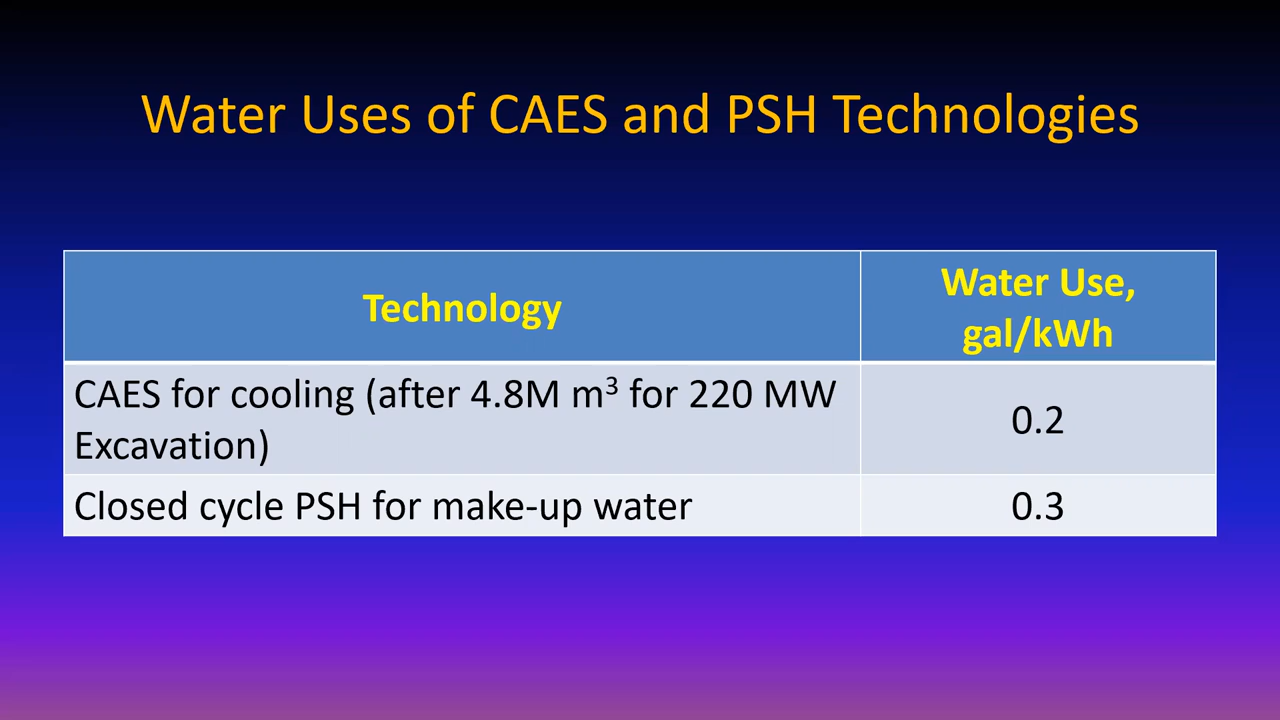 Water Uses of CAES and PSH Technologies
Technology
Water Use,
gal/kWh
CAES for cooling (after 4.8M m³ for 220 MW
Excavation)
0.2
Closed cycle PSH for make-up water
0.3